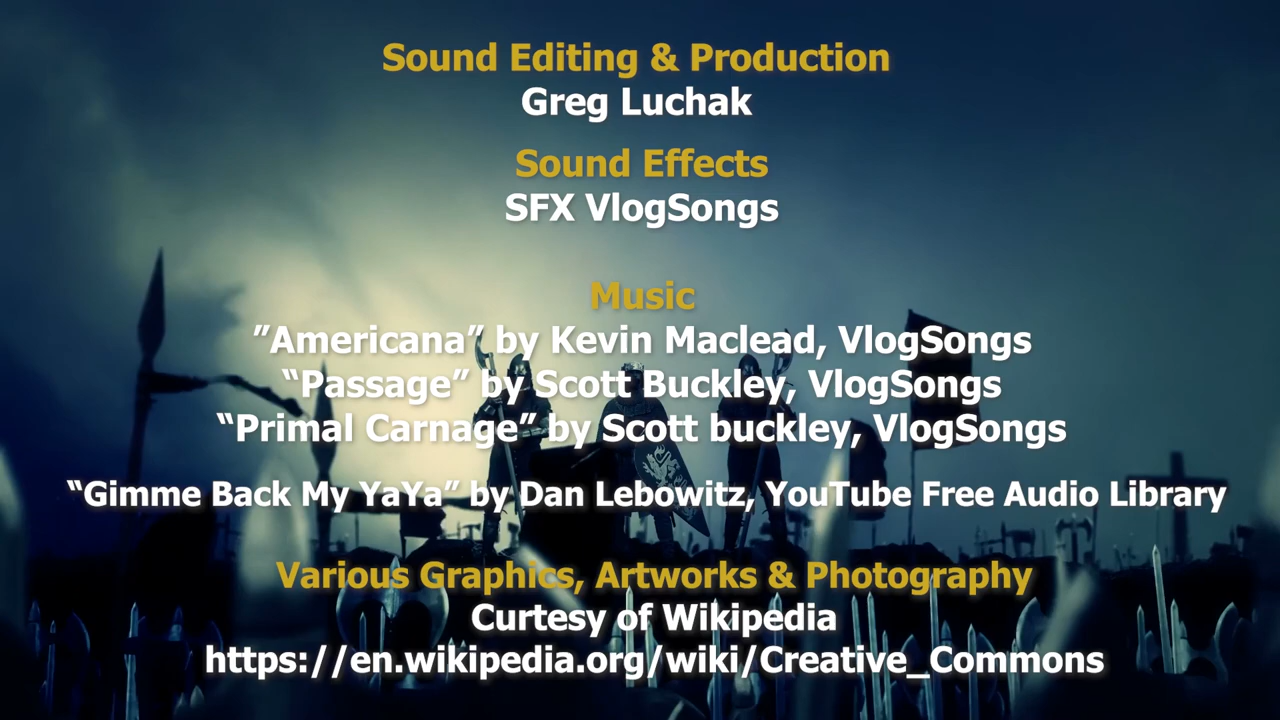 Sound Editing & Production
Greg Luchak
Sound Effects
SFX VlogSongs
Music
”Americana” by Kevin Maclead, VlogSongs
“Passage” by Scott Buckley, VlogSongs
“Primal Carnage” by Scott buckley, VlogSongs
“Gimme Back My YaYa” by Dan Lebowitz, YouTube Free Audio Library
Various Graphics, Artworks & Photography
Curtesy of Wikipedia
https://en.wikipedia.org/wiki/Creative_Commons